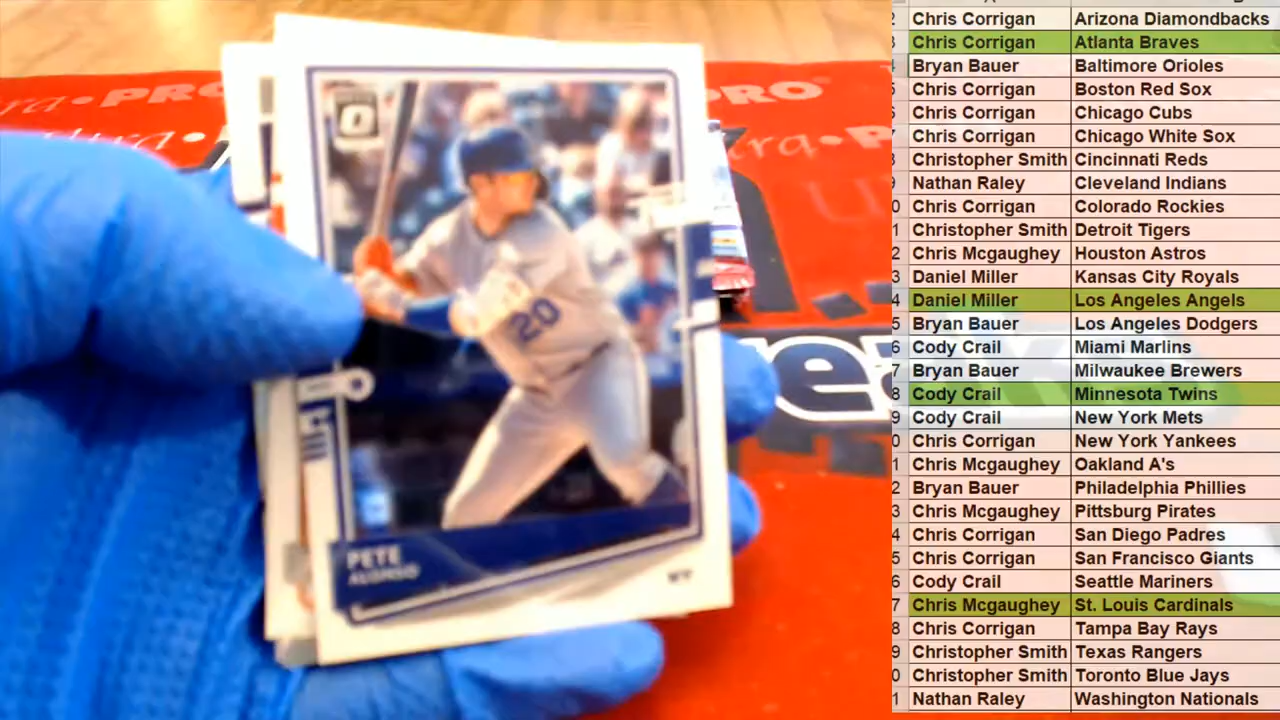 Chris Corrigan Arizona Diamondbacks
Chris Corrigan Atlanta Braves
Bryan Bauer Baltimore Orioles
Chris Corrigan Boston Red Sox
Chris Corrigan Chicago Cubs
Chris Corrigan Chicago White Sox
Christopher Smith Cincinnati Reds
Nathan Raley Cleveland Indians
Chris Corrigan Colorado Rockies
Christopher Smith Detroit Tigers
Chris Mcgaughey Houston Astros
Daniel Miller Kansas City Royals
Daniel Miller Los Angeles Angels
Bryan Bauer Los Angeles Dodgers
Cody Crail Miami Marlins
Bryan Bauer Milwaukee Brewers
Cody Crail Minnesota Twins
Cody Crail New York Mets
Chris Corrigan New York Yankees
Chris Mcgaughey Oakland A's
Bryan Bauer Philadelphia Phillies
Chris Mcgaughey Pittsburg Pirates
Chris Corrigan San Diego Padres
Chris Corrigan San Francisco Giants
Cody Crail Seattle Mariners
Chris Mcgaughey St. Louis Cardinals
Chris Corrigan Tampa Bay Rays
Christopher Smith Texas Rangers
Christopher Smith Toronto Blue Jays
Nathan Raley Washington Nationals
PRO
PRO
20
PETE
ALONSO